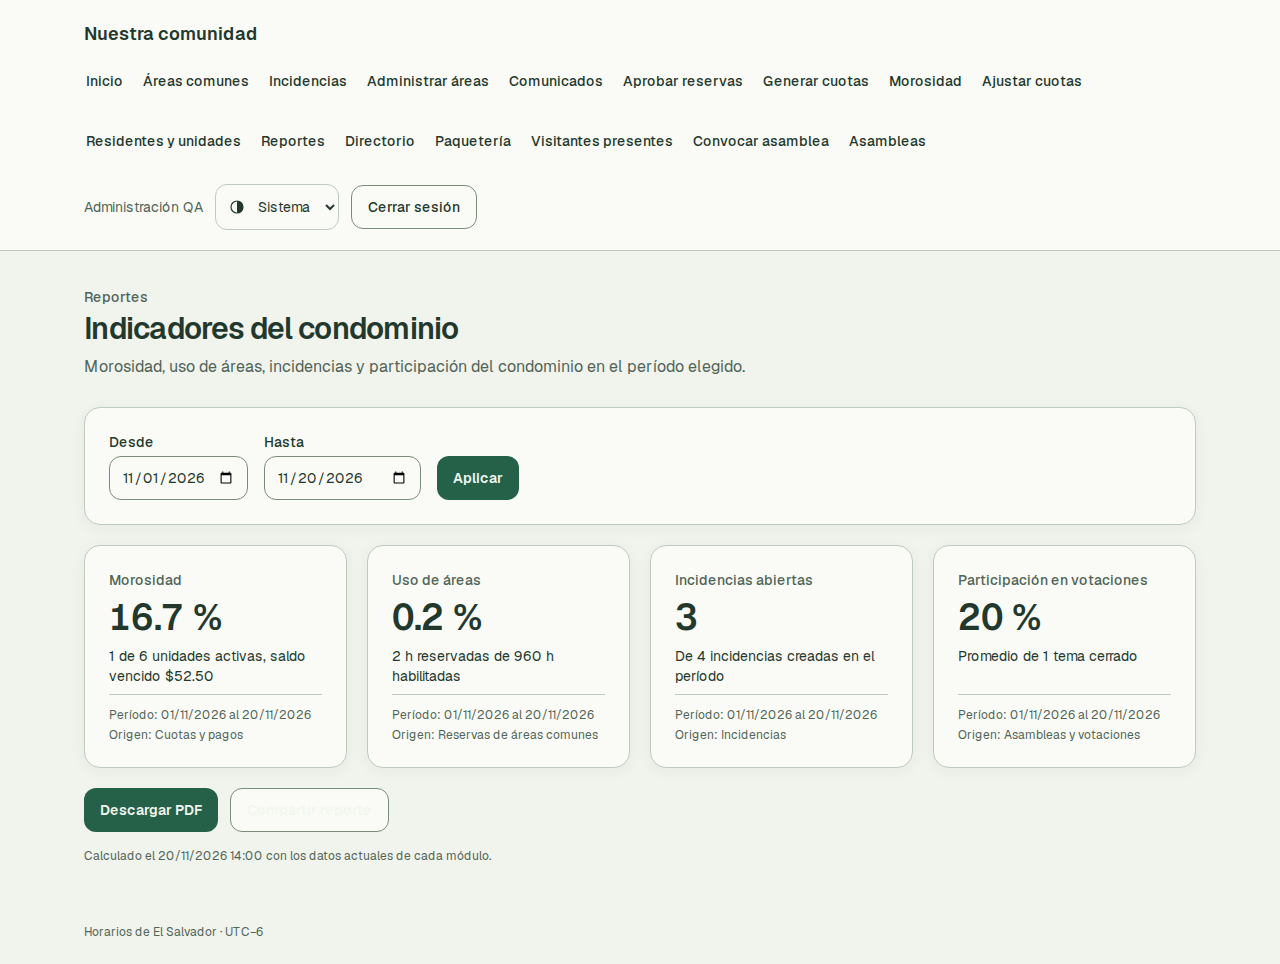 Nuestra comunidad
Inicio Áreas comunes Incidencias Administrar áreas Comunicados Aprobar reservas Generar cuotas Morosidad Ajustar cuotas
Residentes y unidades Reportes Directorio Paquetería Visitantes presentes Convocar asamblea Asambleas
Administración QA Sistema Cerrar sesión
Reportes
Indicadores del condominio
Morosidad, uso de áreas, incidencias y participación del condominio en el período elegido.
Desde Hasta
11/01/2026 11/20/2026 Aplicar
Morosidad
16.7 %
1 de 6 unidades activas, saldo
vencido $52.50
Período: 01/11/2026 al 20/11/2026
Origen: Cuotas y pagos
Uso de áreas
0.2 %
2 h reservadas de 960 h
habilitadas
Período: 01/11/2026 al 20/11/2026
Origen: Reservas de áreas comunes
Incidencias abiertas
3
De 4 incidencias creadas en el
período
Período: 01/11/2026 al 20/11/2026
Origen: Incidencias
Participación en votaciones
20 %
Promedio de 1 tema cerrado
Período: 01/11/2026 al 20/11/2026
Origen: Asambleas y votaciones
Descargar PDF Compartir reporte
Calculado el 20/11/2026 14:00 con los datos actuales de cada módulo.
Horarios de El Salvador · UTC−6